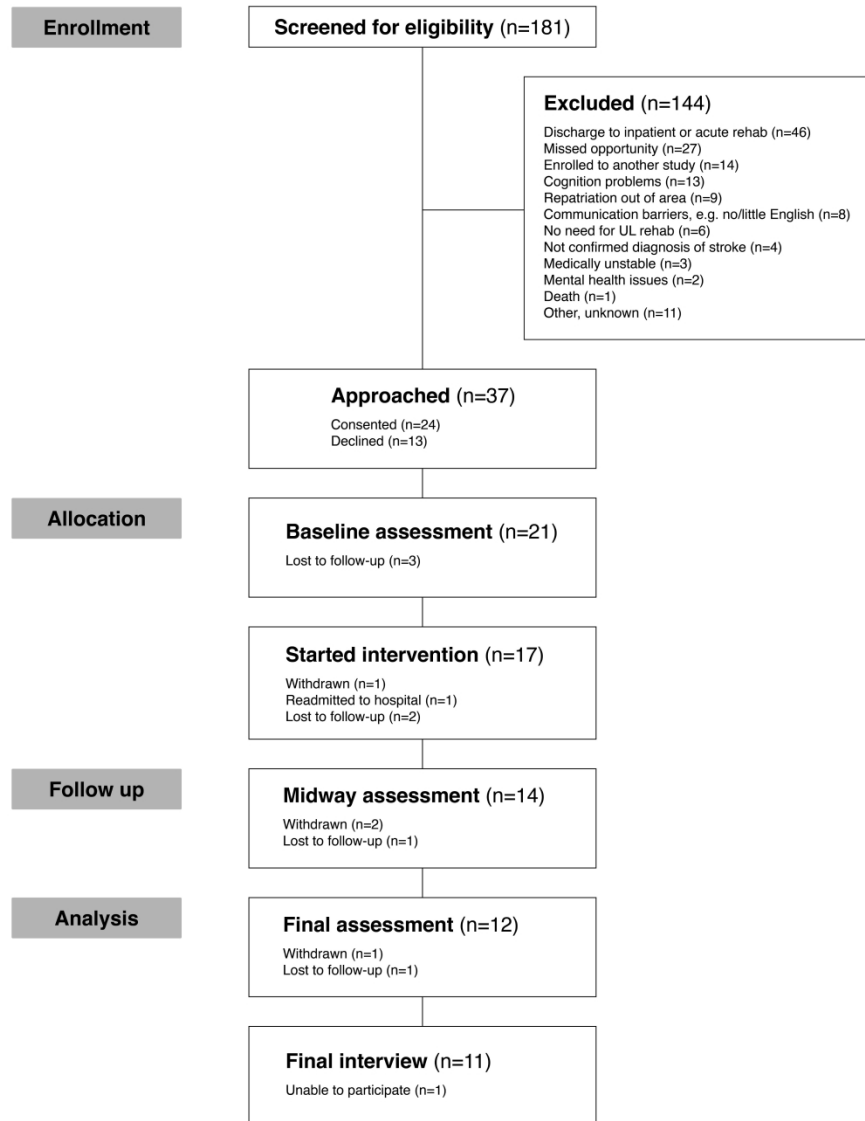 Enrollment
Screened for eligibility (n=181)
Excluded (n=144)
Discharge to inpatient or acute rehab (n=46)
Missed opportunity (n=27)
Enrolled to another study (n=14)
Cognition problems (n=13)
Repatriation out of area (n=9)
Communication barriers, e.g. no/little English (n=8)
No need for UL rehab (n=6)
Not confirmed diagnosis of stroke (n=4)
Medically unstable (n=3)
Mental health issues (n=2)
Death (n=1)
Other, unknown (n=11)
Approached (n=37)
Consented (n=24)
Declined (n=13)
Allocation
Baseline assessment (n=21)
Lost to follow-up (n=3)
Started intervention (n=17)
Withdrawn (n=1)
Readmitted to hospital (n=1)
Lost to follow-up (n=2)
Follow up
Midway assessment (n=14)
Withdrawn (n=2)
Lost to follow-up (n=1)
Analysis
Final assessment (n=12)
Withdrawn (n=1)
Lost to follow-up (n=1)
Final interview (n=11)
Unable to participate (n=1)